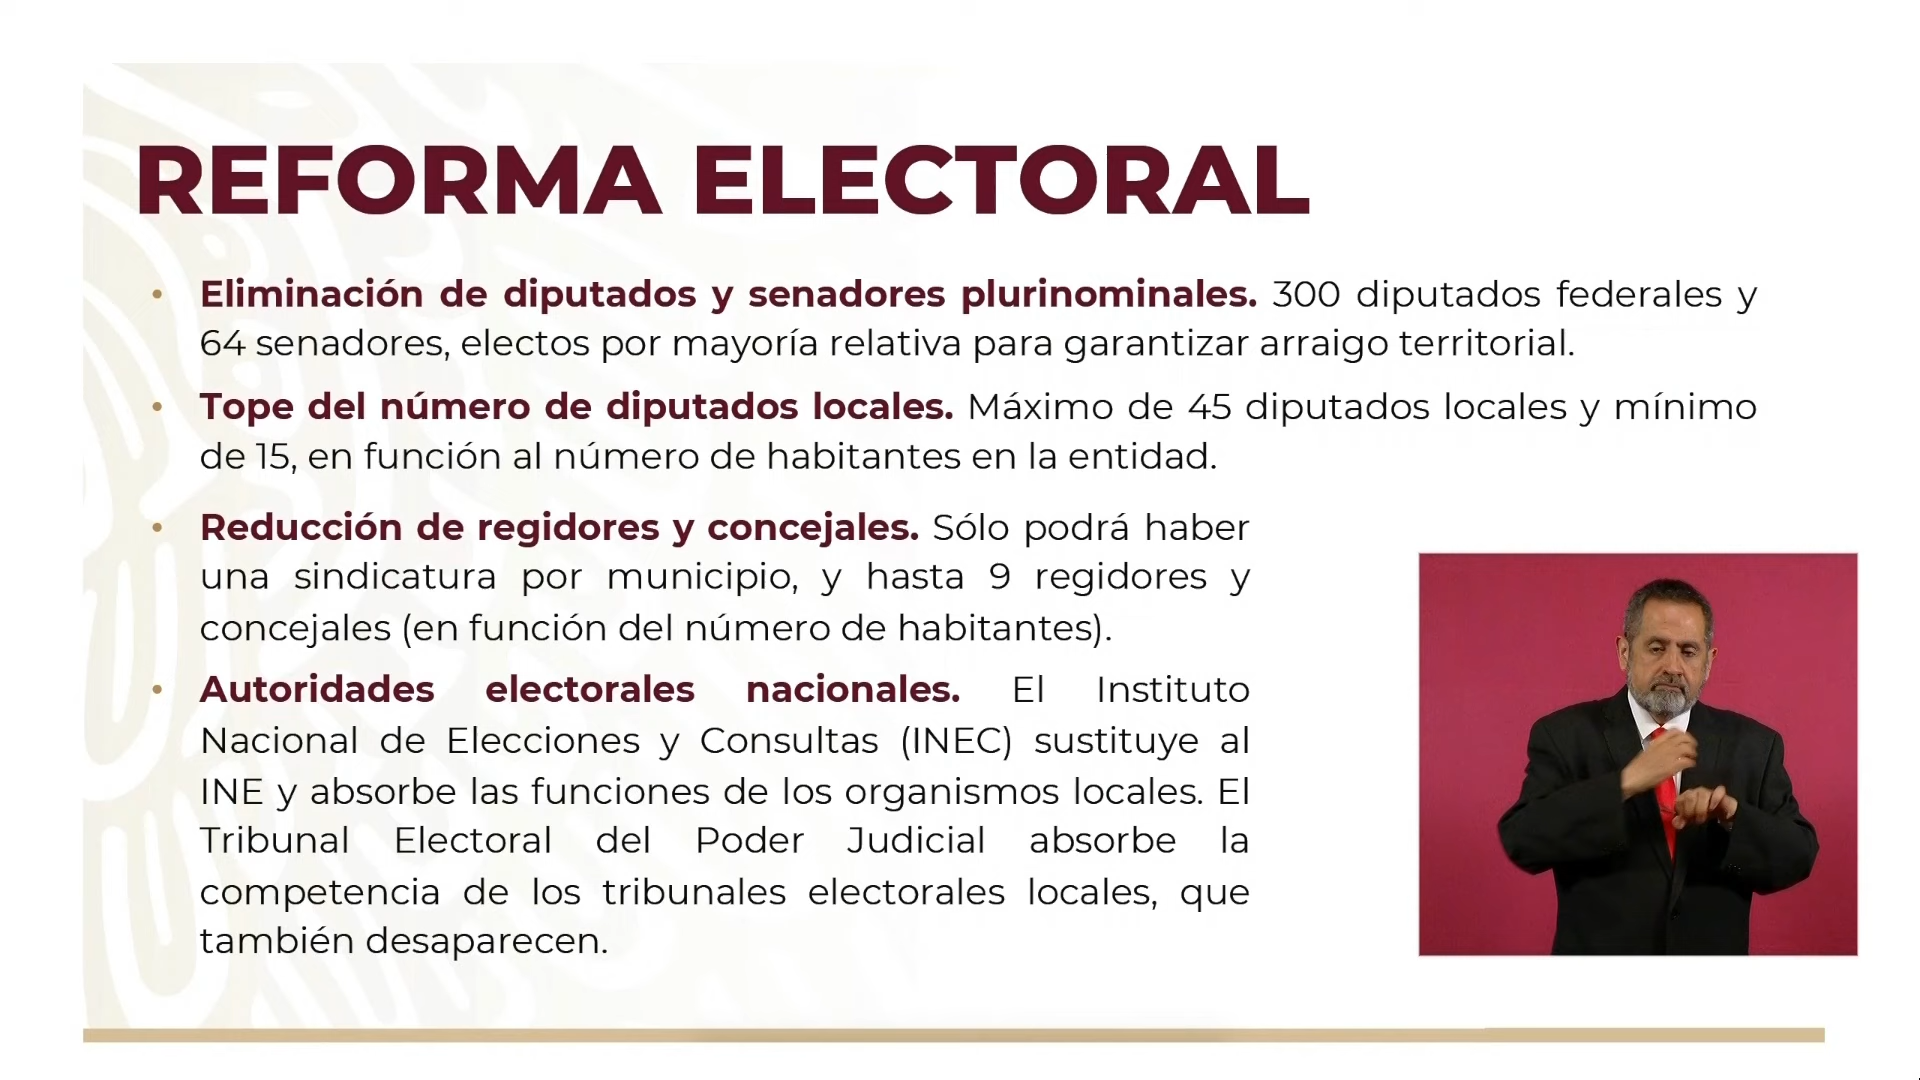 REFORMA ELECTORAL
• Eliminación de diputados y senadores plurinominales. 300 diputados federales y
64 senadores, electos por mayoría relativa para garantizar arraigo territorial.
• Tope del número de diputados locales. Máximo de 45 diputados locales y mínimo
de 15, en función al número de habitantes en la entidad.
• Reducción de regidores y concejales. Sólo podrá haber
una sindicatura por municipio, y hasta 9 regidores y
concejales (en función del número de habitantes).
• Autoridades electorales nacionales. El Instituto
Nacional de Elecciones y Consultas (INEC) sustituye al
INE y absorbe las funciones de los organismos locales. El
Tribunal Electoral del Poder Judicial absorbe la
competencia de los tribunales electorales locales, que
también desaparecen.